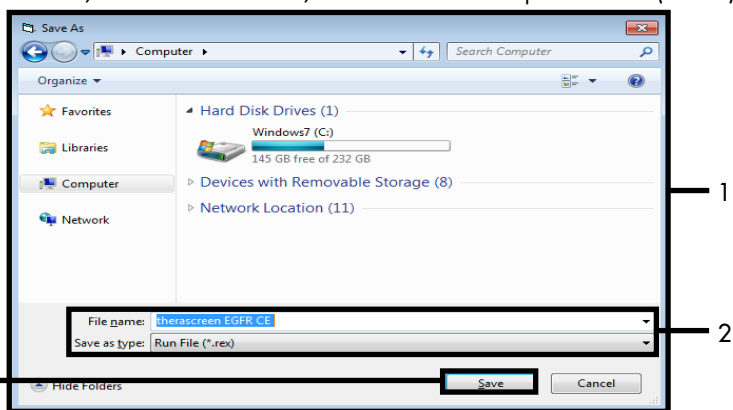 Save As
Computer
Search Computer
Organize
Favorites
Hard Disk Drives (1)
Windows7 (C:)
145 GB free of 232 GB
Libraries
Computer
Devices with Removable Storage (8)
1
Network Location (11)
Network
File name: therascreen EGFR CE
2
Save as type: Run File (*.rex)
Hide Folders
Save
Cancel